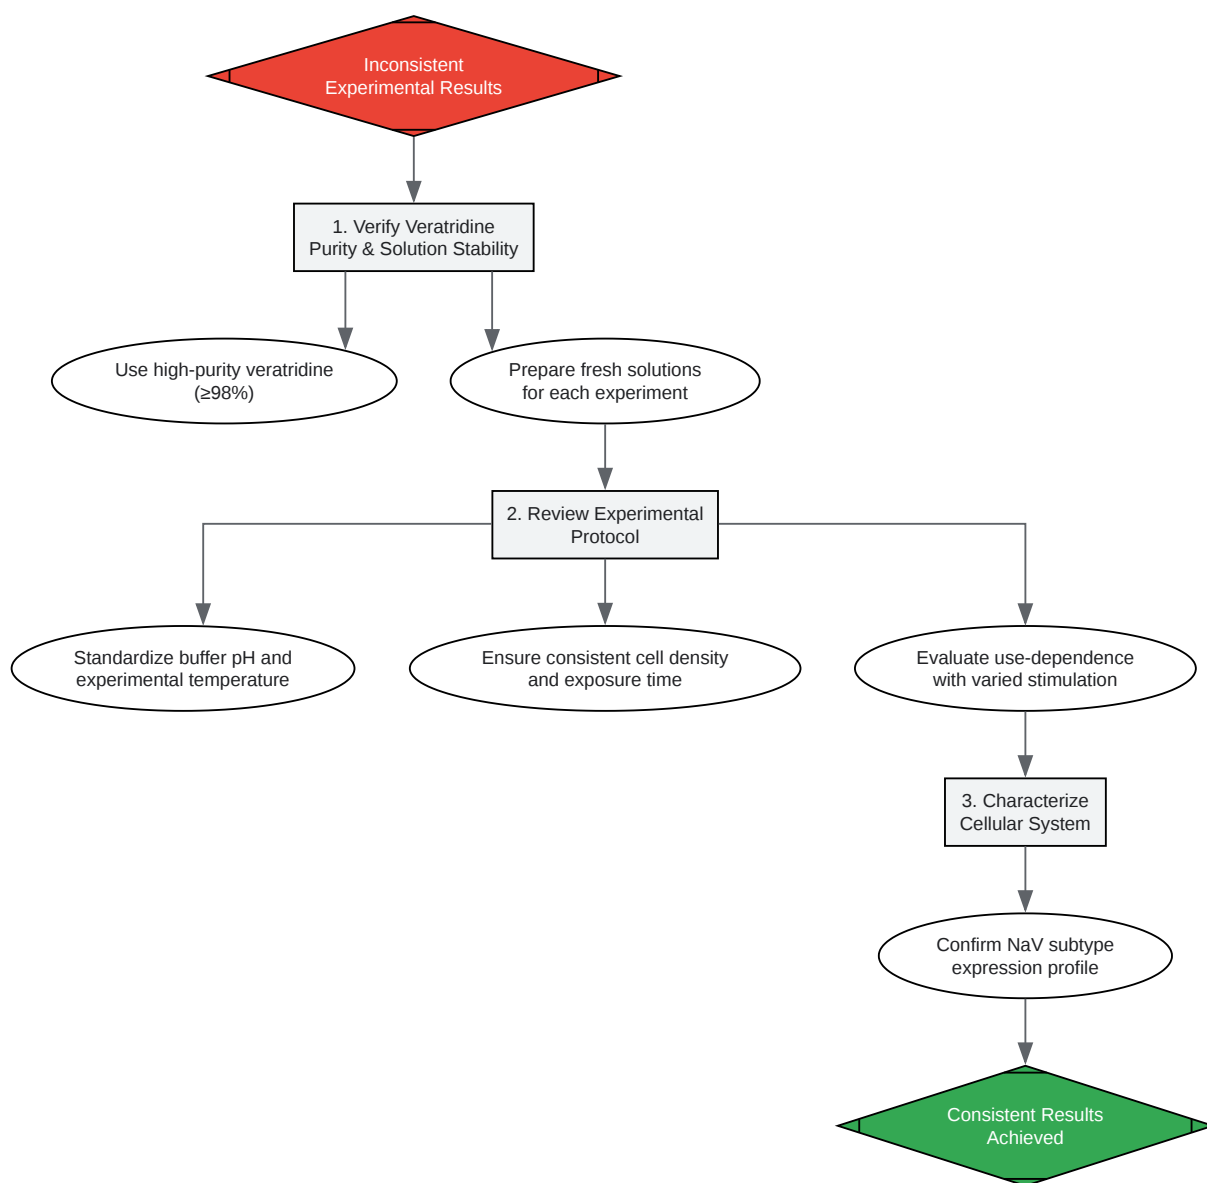 Inconsistent
Experimental Results
1. Verify Veratridine
Purity & Solution Stability
Use high-purity veratridine
(≥98%)
Prepare fresh solutions
for each experiment
2. Review Experimental
Protocol
Standardize buffer pH and
experimental temperature
Ensure consistent cell density
and exposure time
Evaluate use-dependence
with varied stimulation
3. Characterize
Cellular System
Confirm NaV subtype
expression profile
Consistent Results
Achieved